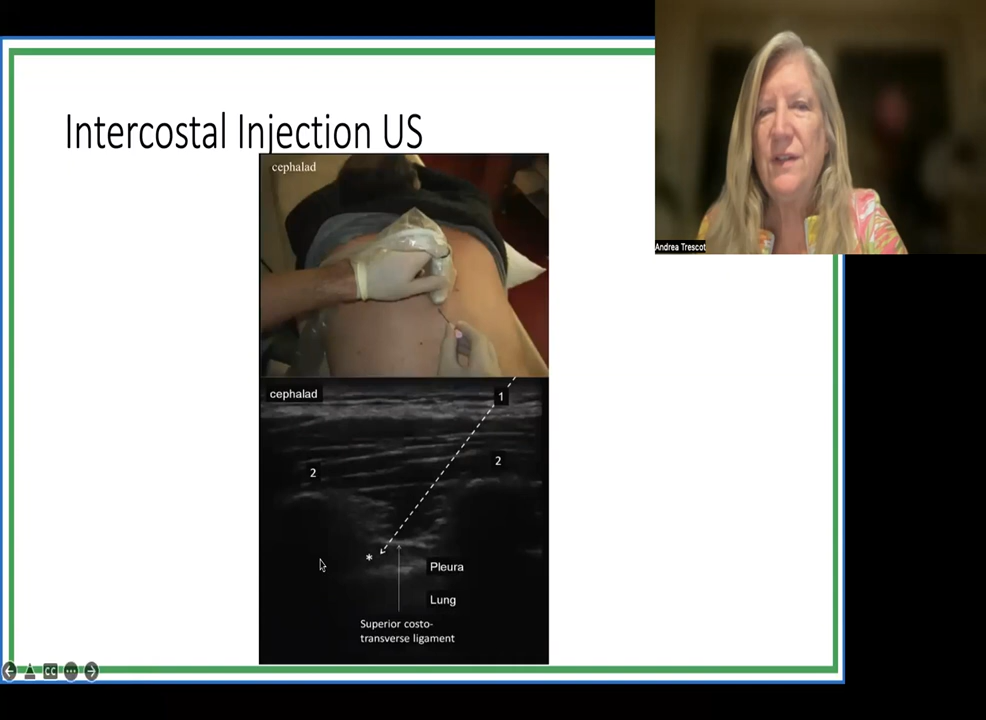 Intercostal Injection US
cephalad
cephalad
1
2
2
*
Pleura
Lung
Superior costo-
transverse ligament
Andrea Trescot
CC